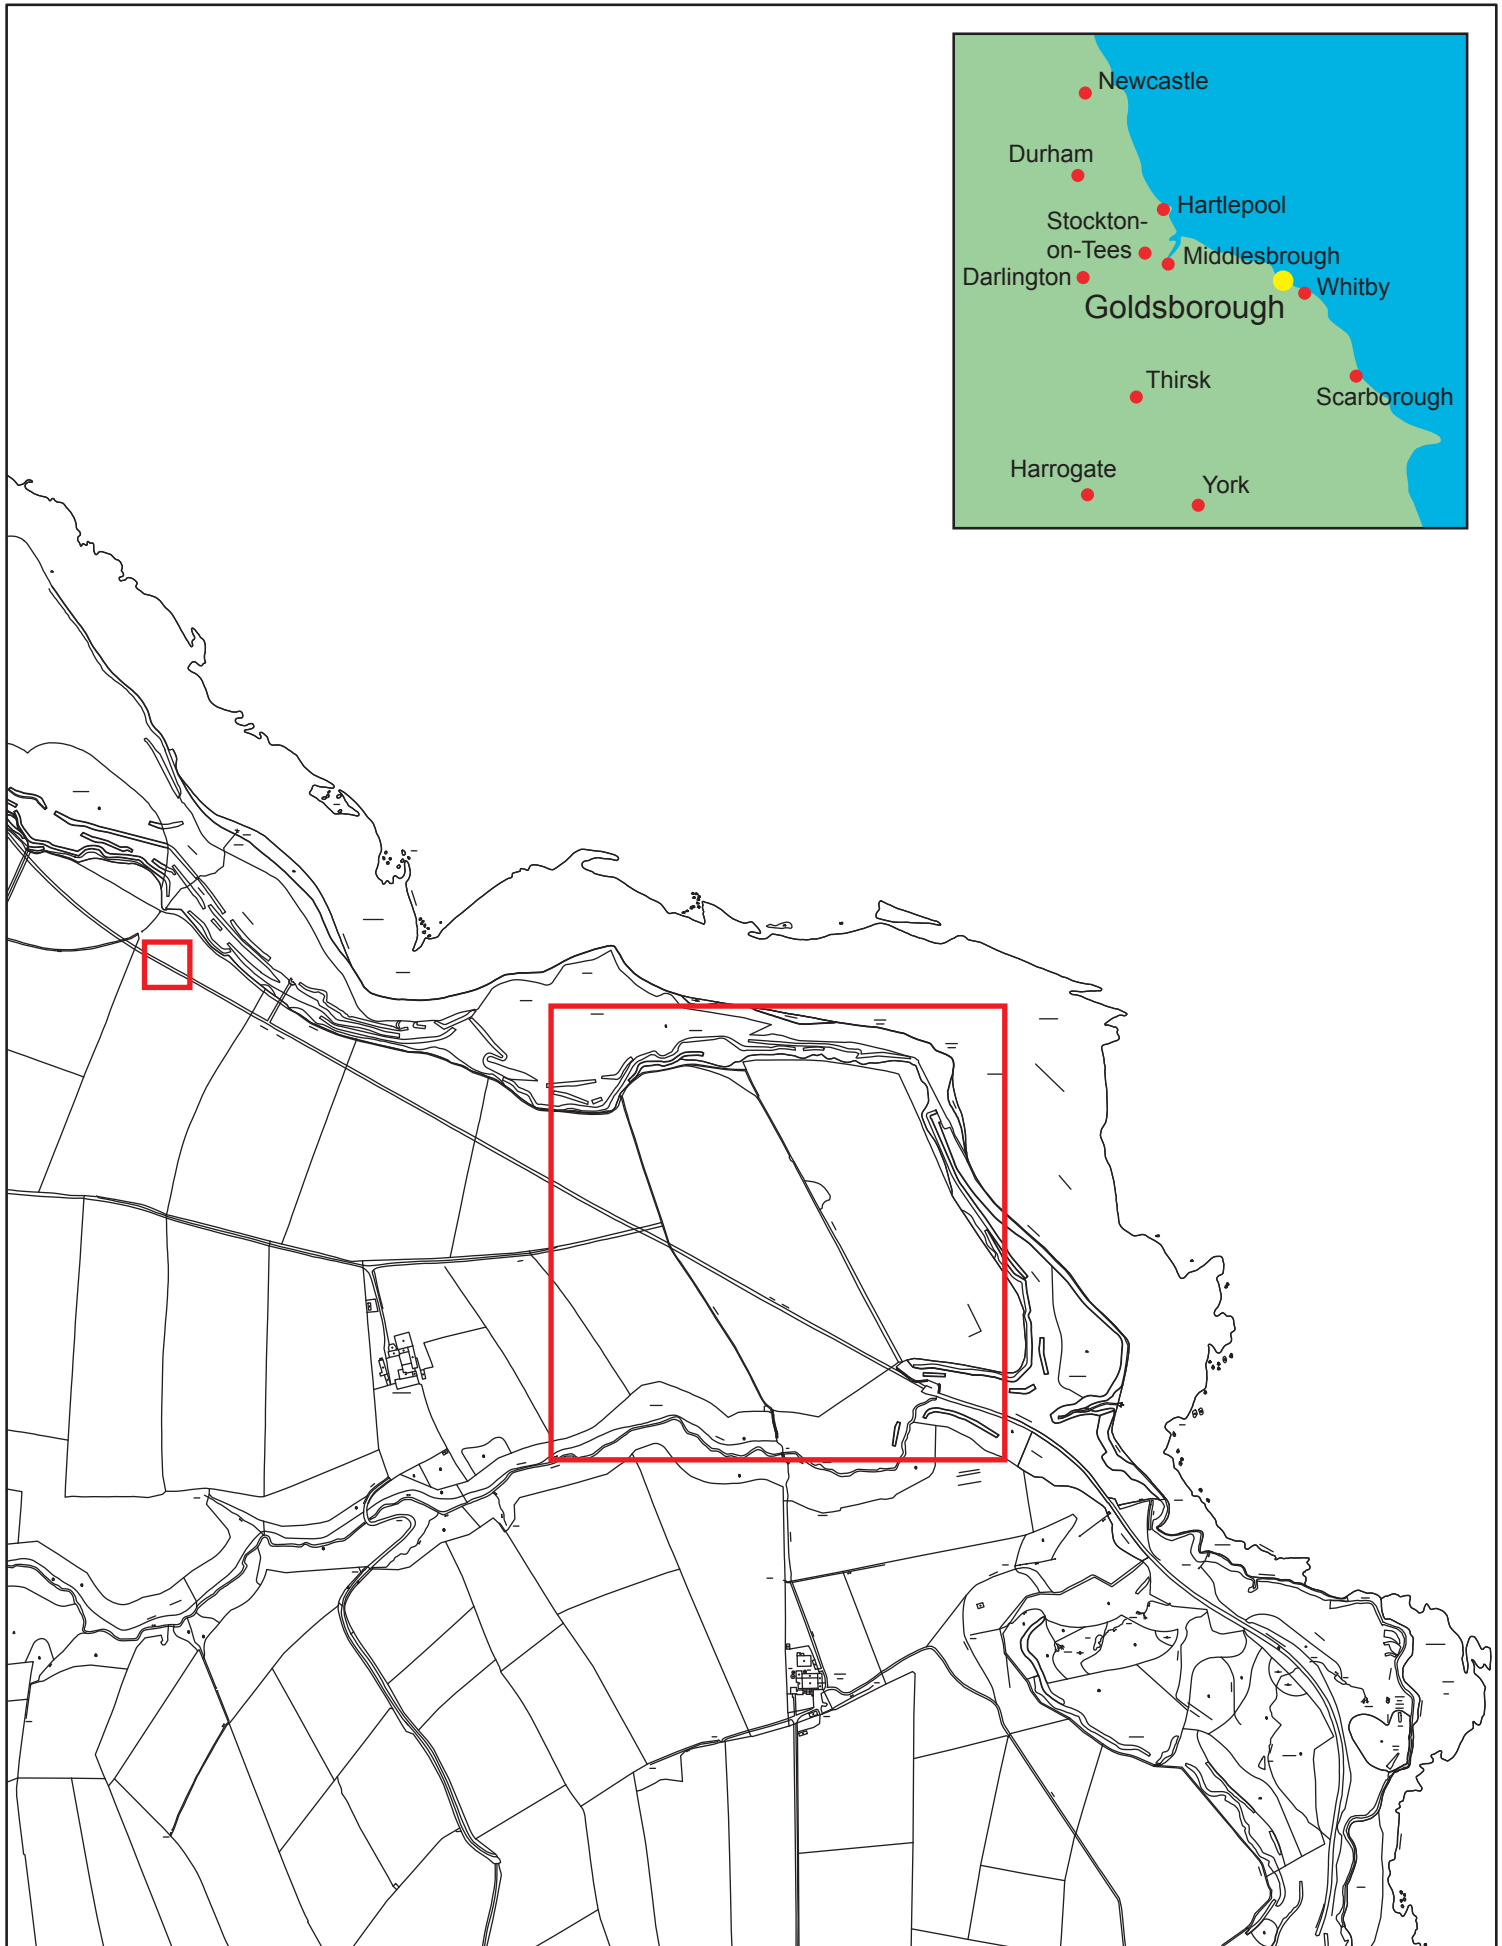 Newcastle
Durham
Hartlepool
Stockton-
on-Tees
Middlesbrough
Darlington
Whitby
Goldsborough
Thirsk
Scarborough
Harrogate
York